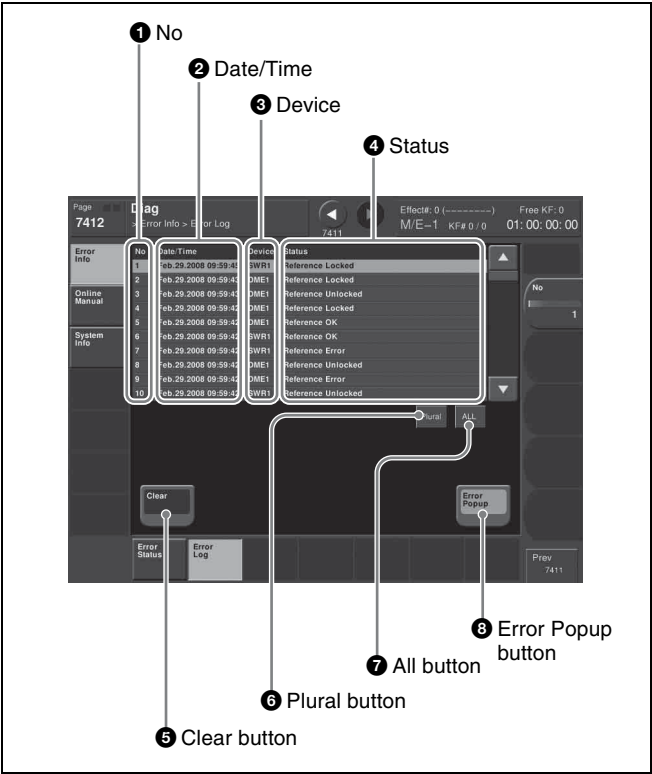 1 No
2 Date/Time
3 Device
4 Status
Page
7412
Diag
> Error Info > Error Log
7411
Effect#: 0 (--------)
M/E-1 KF# 0 / 0
Free KF: 0
01: 00: 00: 00
Error Info
Online Manual
System Info
No Date/Time Device Status
1 Feb.29.2008 09:59:45 SWR1 Reference Locked
2 Feb.29.2008 09:59:43 DME1 Reference Locked
3 Feb.29.2008 09:59:43 DME1 Reference Unlocked
4 Feb.29.2008 09:59:42 DME1 Reference Locked
5 Feb.29.2008 09:59:42 DME1 Reference OK
6 Feb.29.2008 09:59:42 SWR1 Reference OK
7 Feb.29.2008 09:59:42 SWR1 Reference Error
8 Feb.29.2008 09:59:42 DME1 Reference Unlocked
9 Feb.29.2008 09:59:42 DME1 Reference Error
10 Feb.29.2008 09:59:42 SWR1 Reference Unlocked
No
1
Plural
ALL
Clear
Error Popup
Error Status
Error Log
Prev
7411
8 Error Popup
button
7 All button
6 Plural button
5 Clear button